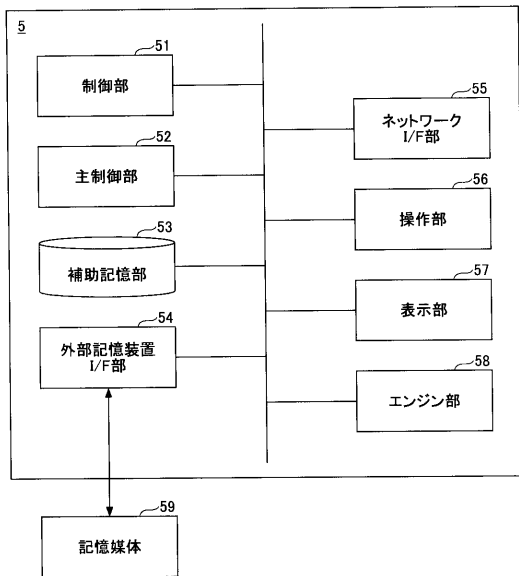 5
51
制御部
52
主制御部
53
補助記憶部
54
外部記憶装置
I/F部
55
ネットワーク
I/F部
56
操作部
57
表示部
58
エンジン部
59
記憶媒体